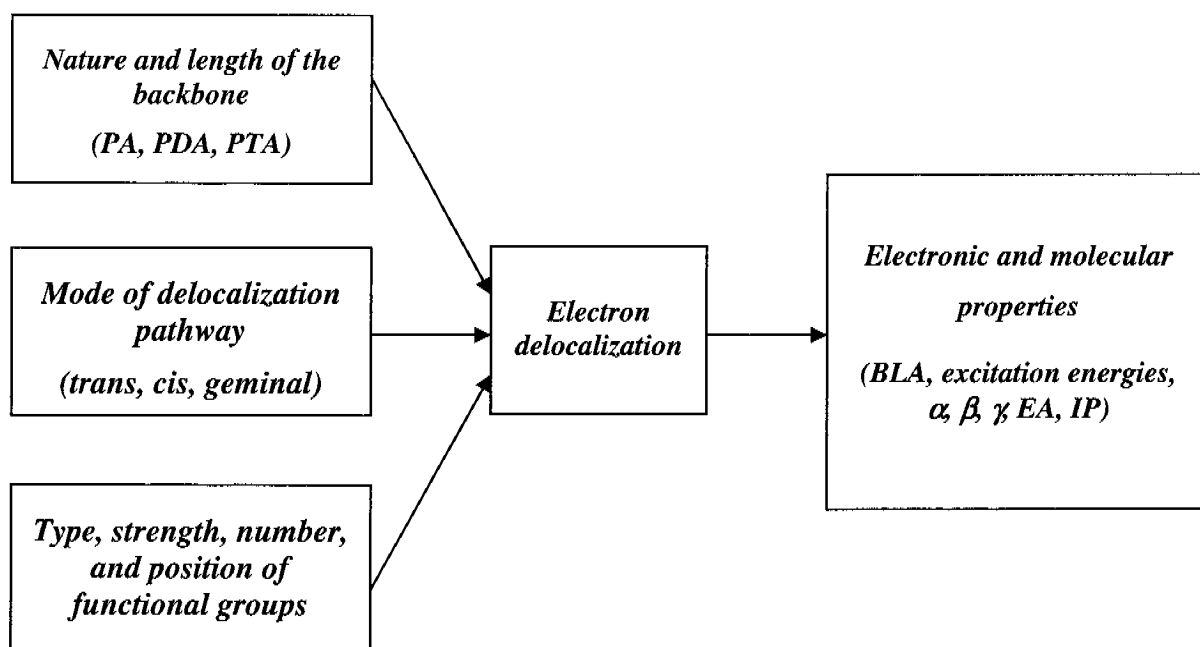 Nature and length of the
backbone
(PA, PDA, PTA)
Mode of delocalization
pathway
(trans, cis, geminal)
Type, strength, number,
and position of
functional groups
Electron
delocalization
Electronic and molecular
properties
(BLA, excitation energies,
α, β, γ, EA, IP)